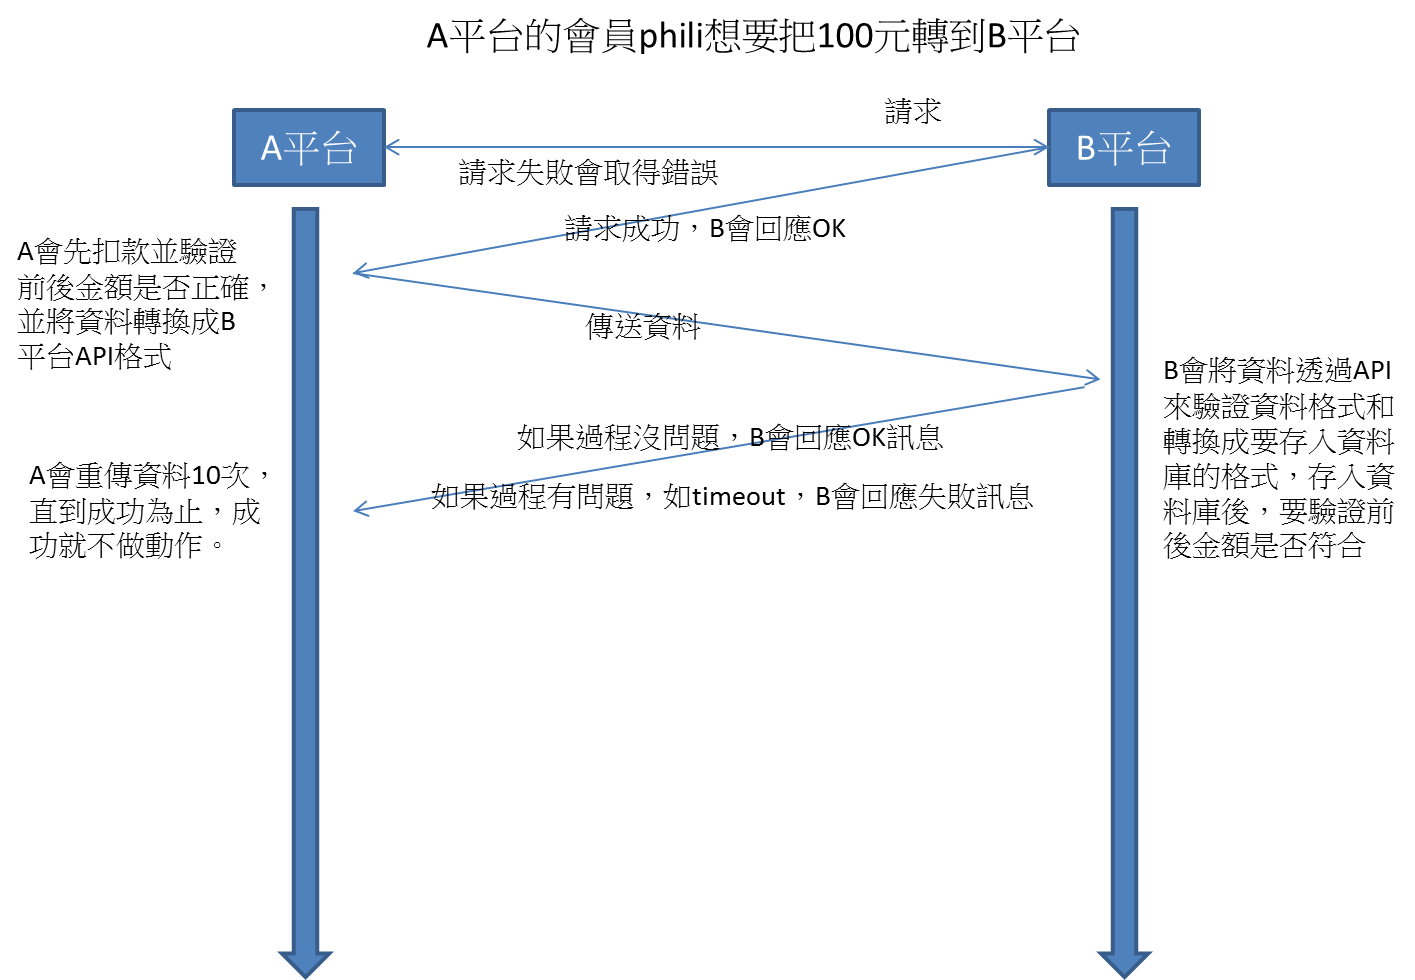 A平台的會員phili想要把100元轉到B平台
請求
A平台
B平台
請求失敗會取得錯誤
請求成功，B會回應OK
A會先扣款並驗證
前後金額是否正確，
並將資料轉換成B
平台API格式
傳送資料
B會將資料透過API
來驗證資料格式和
轉換成要存入資料
庫的格式，存入資
料庫後，要驗證前
後金額是否符合
如果過程沒問題，B會回應OK訊息
如果過程有問題，如timeout，B會回應失敗訊息
A會重傳資料10次，
直到成功為止，成
功就不做動作。